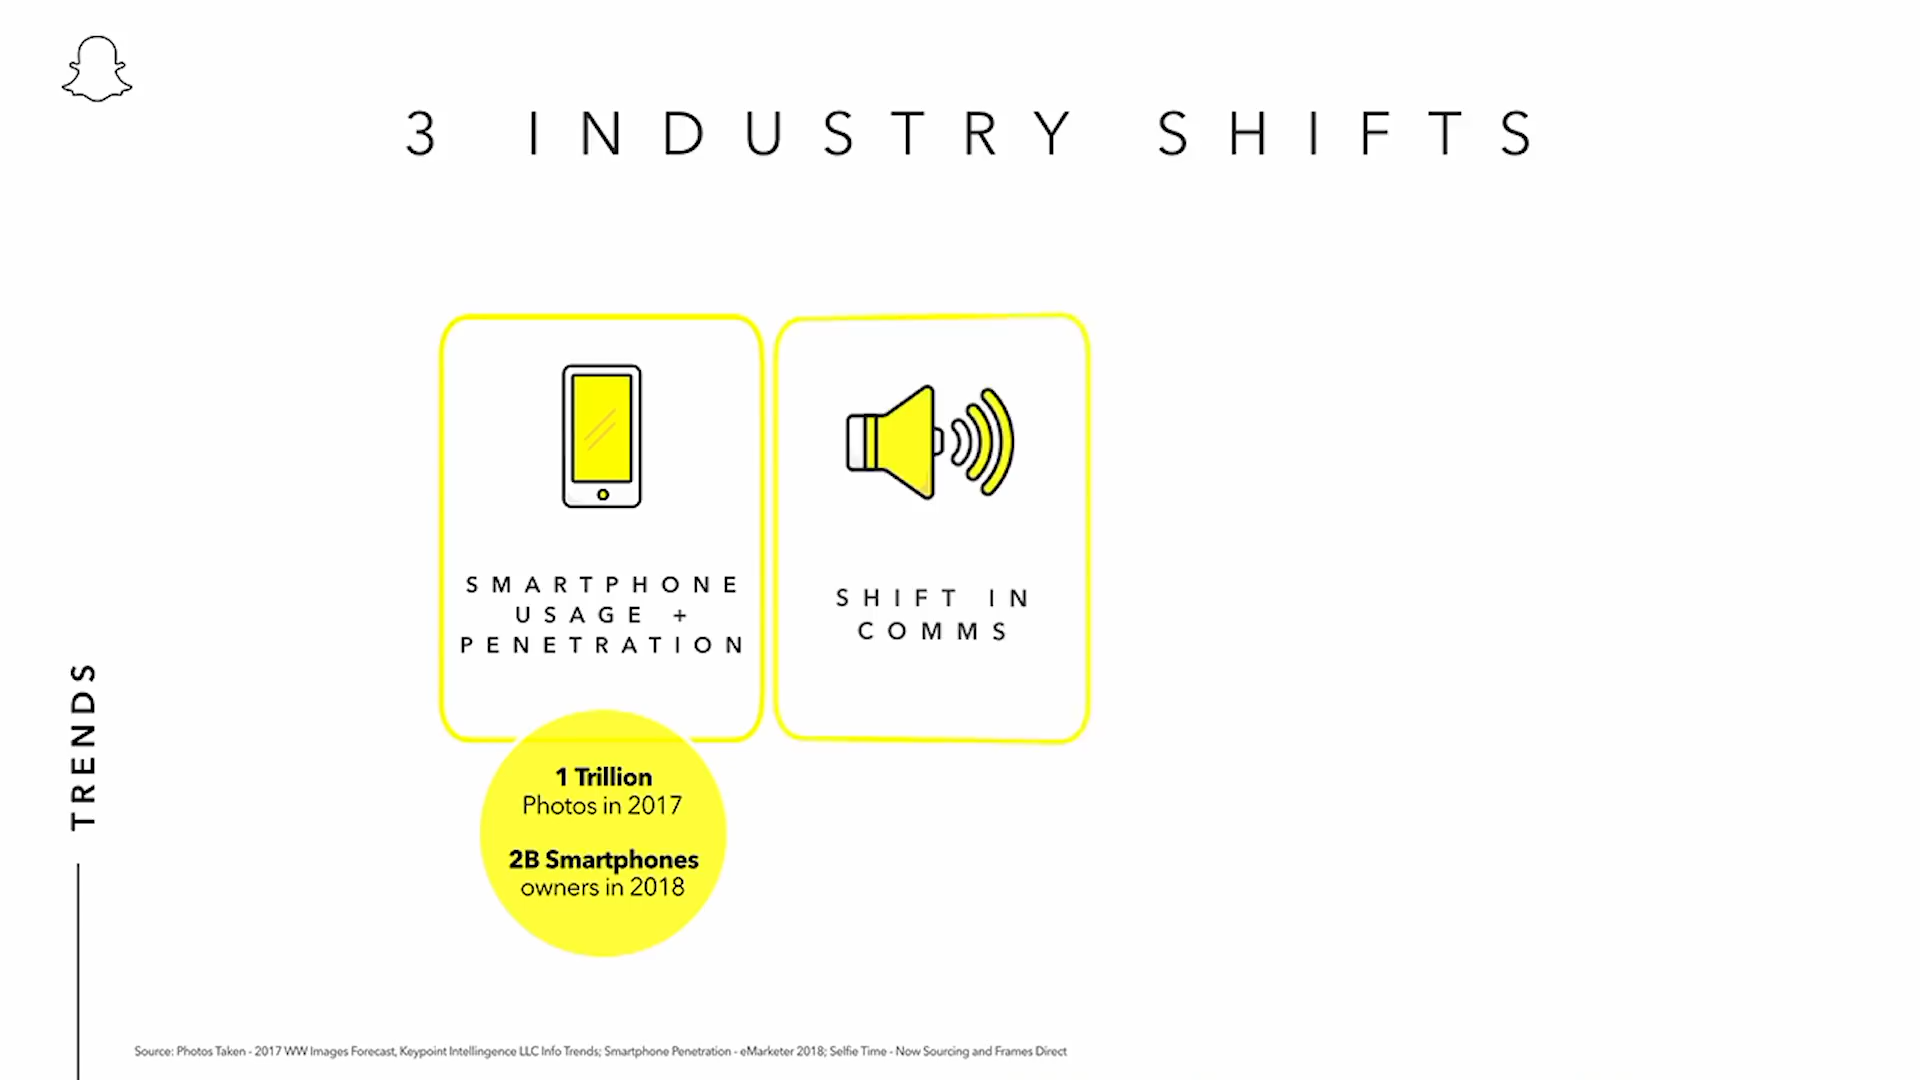 3 INDUSTRY SHIFTS
SMARTPHONE
USAGE +
PENETRATION
SHIFT IN
COMMS
1 Trillion
Photos in 2017
2B Smartphones
owners in 2018
TRENDS
Source: Photos Taken - 2017 WW Images Forecast, Keypoint Intellingence LLC Info Trends; Smartphone Penetration - eMarketer 2018; Selfie Time - Now Sourcing and Frames Direct